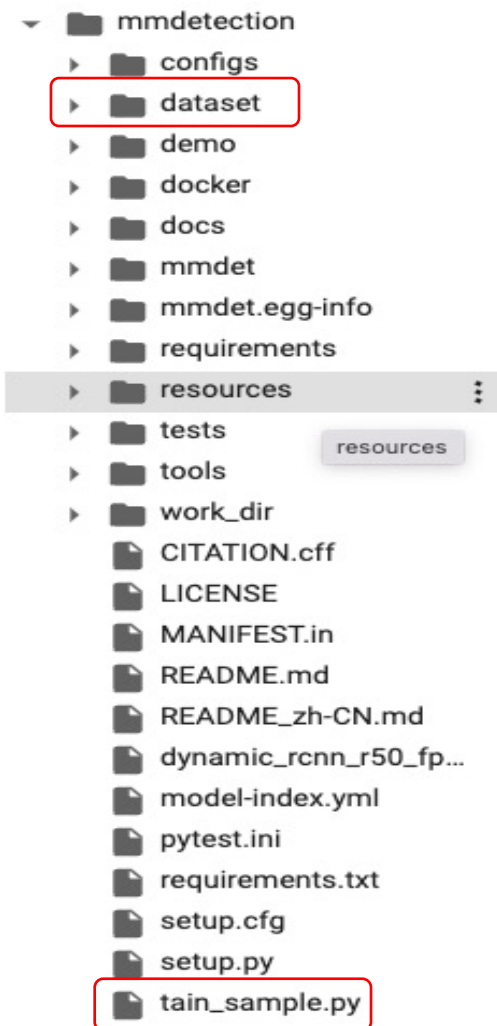 mmdetection
configs
dataset
demo
docker
docs
mmdet
mmdet.egg-info
requirements
resources
tests
resources
tools
work_dir
CITATION.cff
LICENSE
MANIFEST.in
README.md
README_zh-CN.md
dynamic_rcnn_r50_fp...
model-index.yml
pytest.ini
requirements.txt
setup.cfg
setup.py
tain_sample.py